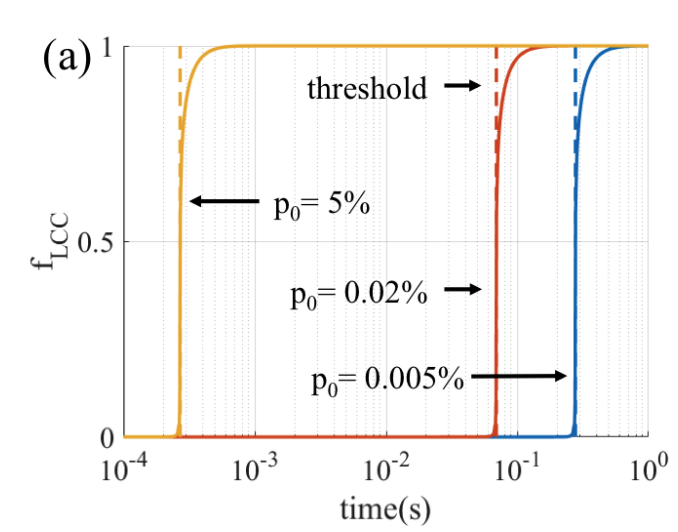 (a)
1
threshold
p₀= 5%
f_LCC
0.5
p₀= 0.02%
p₀= 0.005%
0
10⁻⁴ 10⁻³ 10⁻² 10⁻¹ 10⁰
time(s)